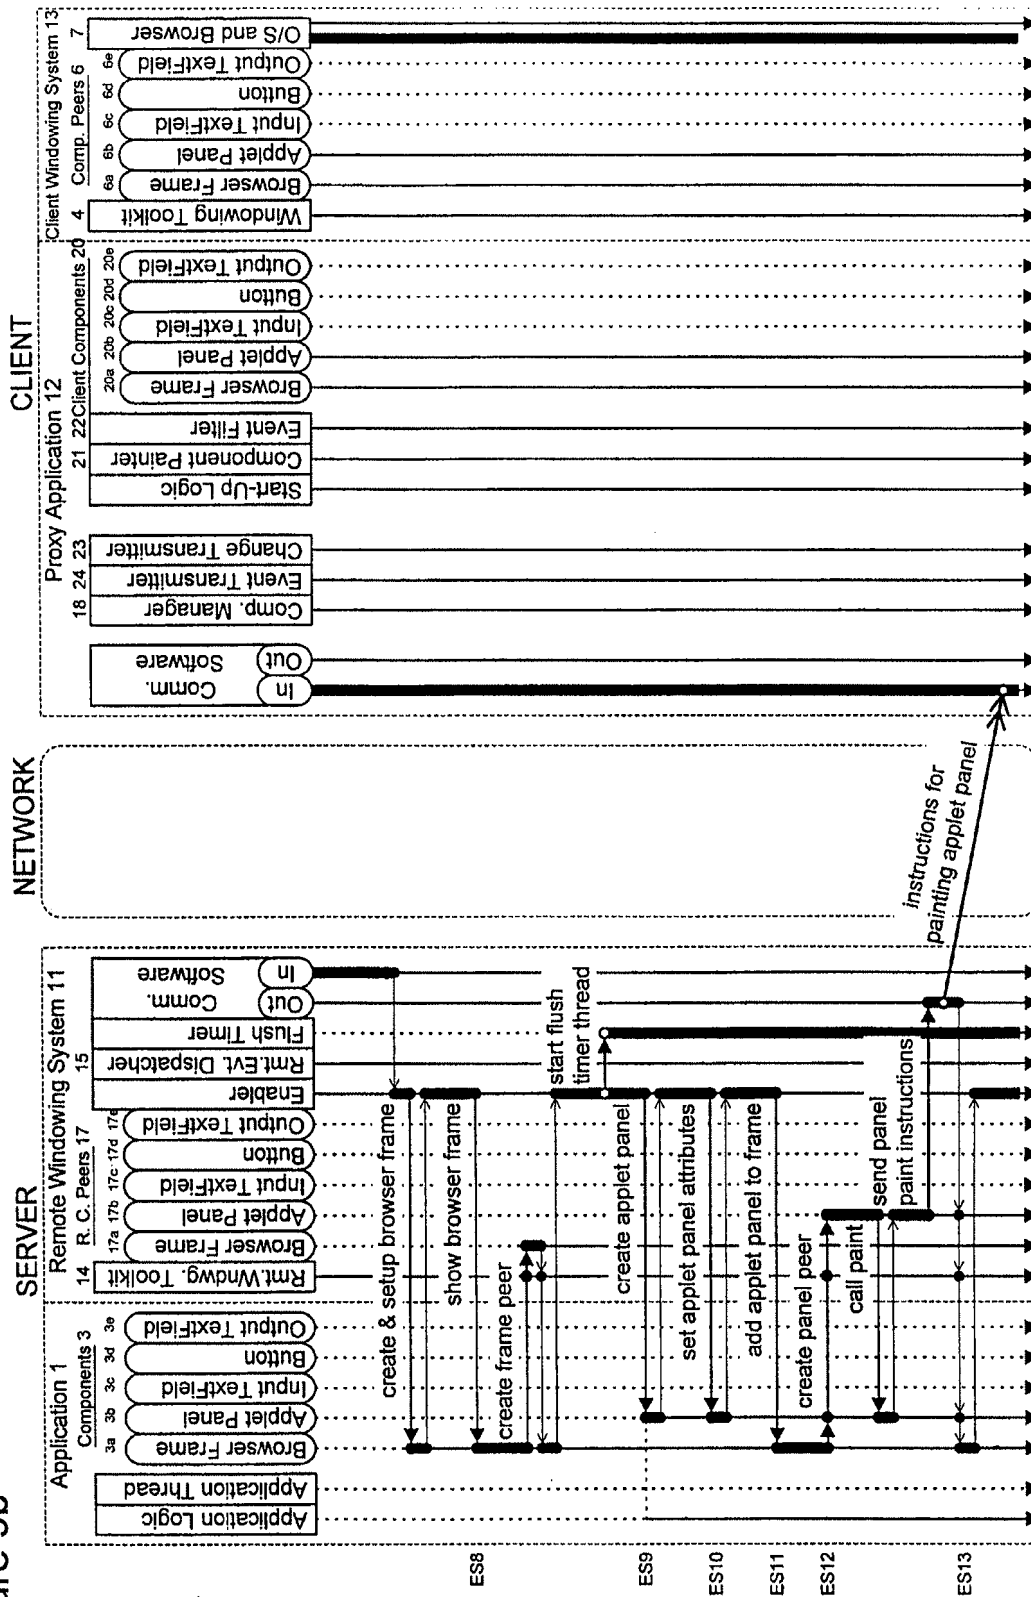 ure 5b
SERVER
NETWORK
CLIENT
Application 1
Components 3
3a
3b
3c
3d
3e
Application Logic
Application Thread
Browser Frame
Applet Panel
Input TextField
Button
Output TextField
Remote Windowing System 11
14
R. C. Peers 17
17a
17b
17c
17d
17e
15
Rmt.Wndwg. Toolkit
Browser Frame
Applet Panel
Input TextField
Button
Output TextField
Enabler
Rmt.Evt. Dispatcher
Flush Timer
Comm.
Software
Out
In
Proxy Application 12
Comm.
Software
In
Out
18
24
23
Comp. Manager
Event Transmitter
Change Transmitter
21
22
Start-Up Logic
Component Painter
Event Filter
Client Components 20
20a
20b
20c
20d
20e
Browser Frame
Applet Panel
Input TextField
Button
Output TextField
Client Windowing System 13
4
Comp. Peers 6
6a
6b
6c
6d
6e
7
Windowing Toolkit
Browser Frame
Applet Panel
Input TextField
Button
Output TextField
O/S and Browser
create & setup browser frame
ES8
show browser frame
create frame peer
start flush
timer thread
ES9
create applet panel
ES10
set applet panel attributes
ES11
add applet panel to frame
ES12
create panel peer
call paint
send panel
paint instructions
ES13
instructions for
painting applet panel